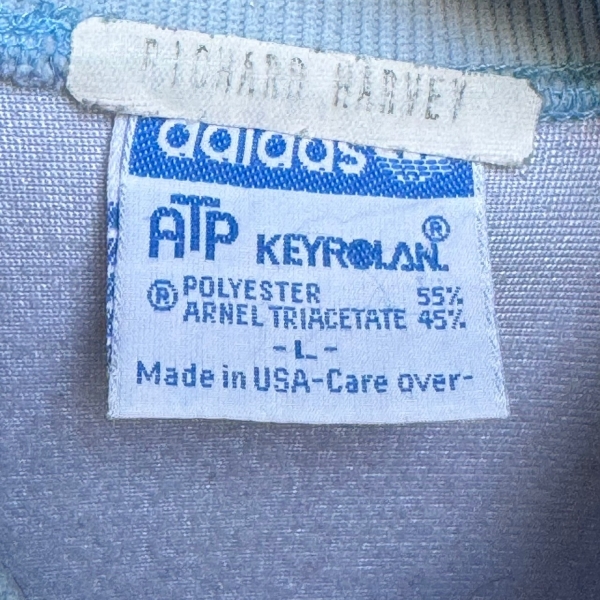 RICHARD HARVEY
adidas
ATP KEYROLAN®
® POLYESTER 55%
ARNEL TRIACETATE 45%
-L-
Made in USA-Care over-